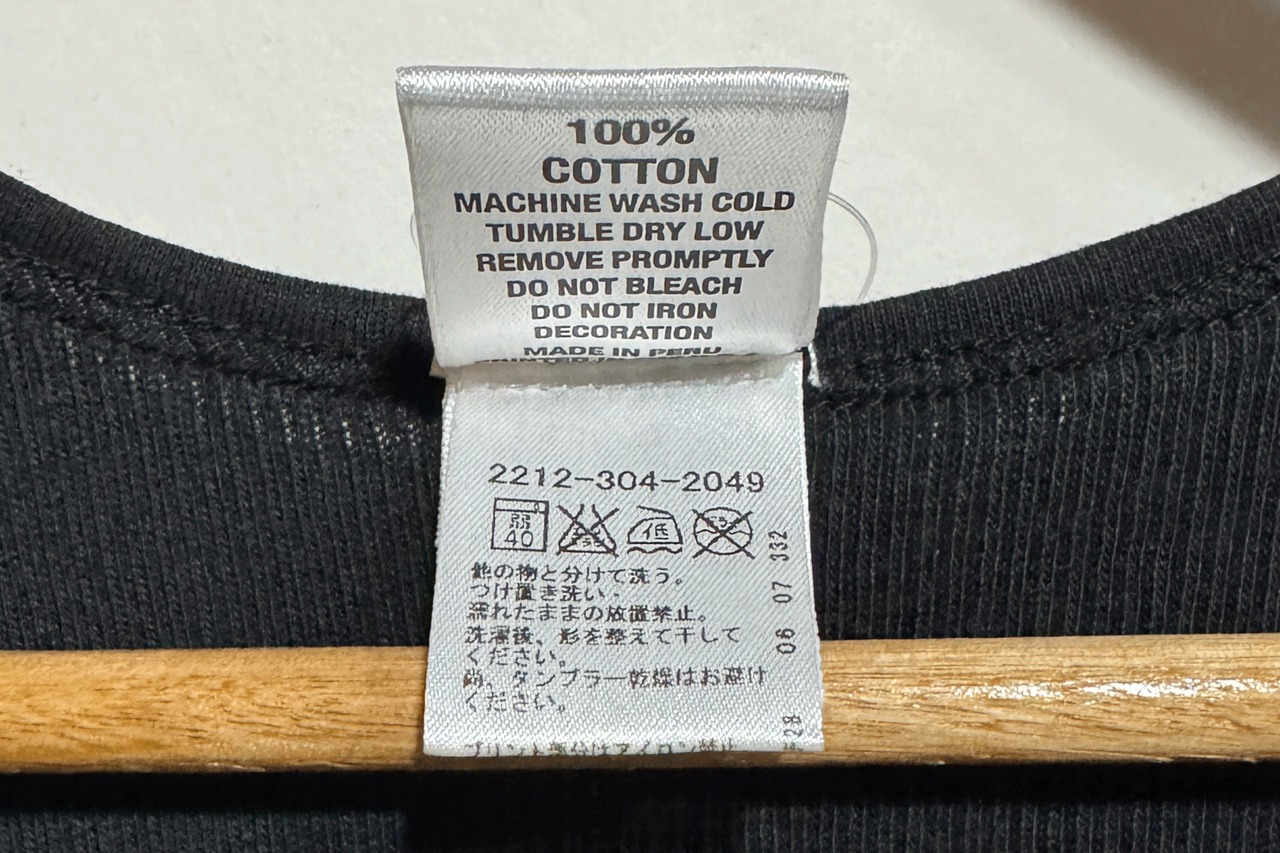 100%
COTTON
MACHINE WASH COLD
TUMBLE DRY LOW
REMOVE PROMPTLY
DO NOT BLEACH
DO NOT IRON
DECORATION
MADE IN PERU
2212-304-2049
弱
40
低
他の物と分けて洗う。
つけ置き洗い・
濡れたままの放置禁止。
洗濯後、形を整えて干して
ください。
尚、タンブラー乾燥はお避け
ください。
06 07 332
28